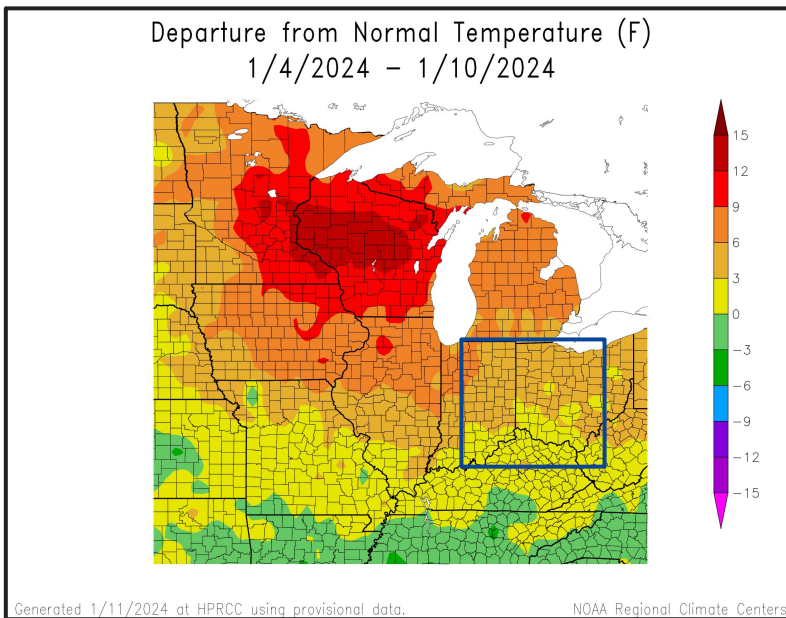 Departure from Normal Temperature (F)
1/4/2024 – 1/10/2024
15
12
9
6
3
0
−3
−6
−9
−12
−15
Generated 1/11/2024 at HPRCC using provisional data.
NOAA Regional Climate Centers